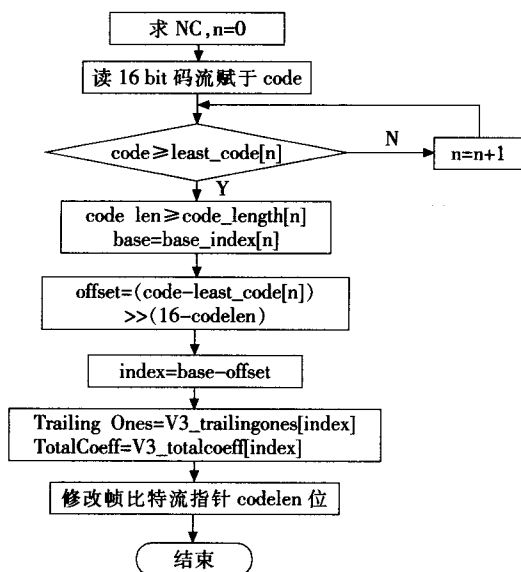 求 NC,n=0
读 16 bit 码流赋于 code
code≥least_code[n]
N
n=n+1
Y
code len≥code_length[n]
base=base_index[n]
offset=(code-least_code[n])
>>(16-codelen)
index=base-offset
Trailing Ones=V3_trailingones[index]
TotalCoeff=V3_totalcoeff[index]
修改帧比特流指针 codelen 位
结束